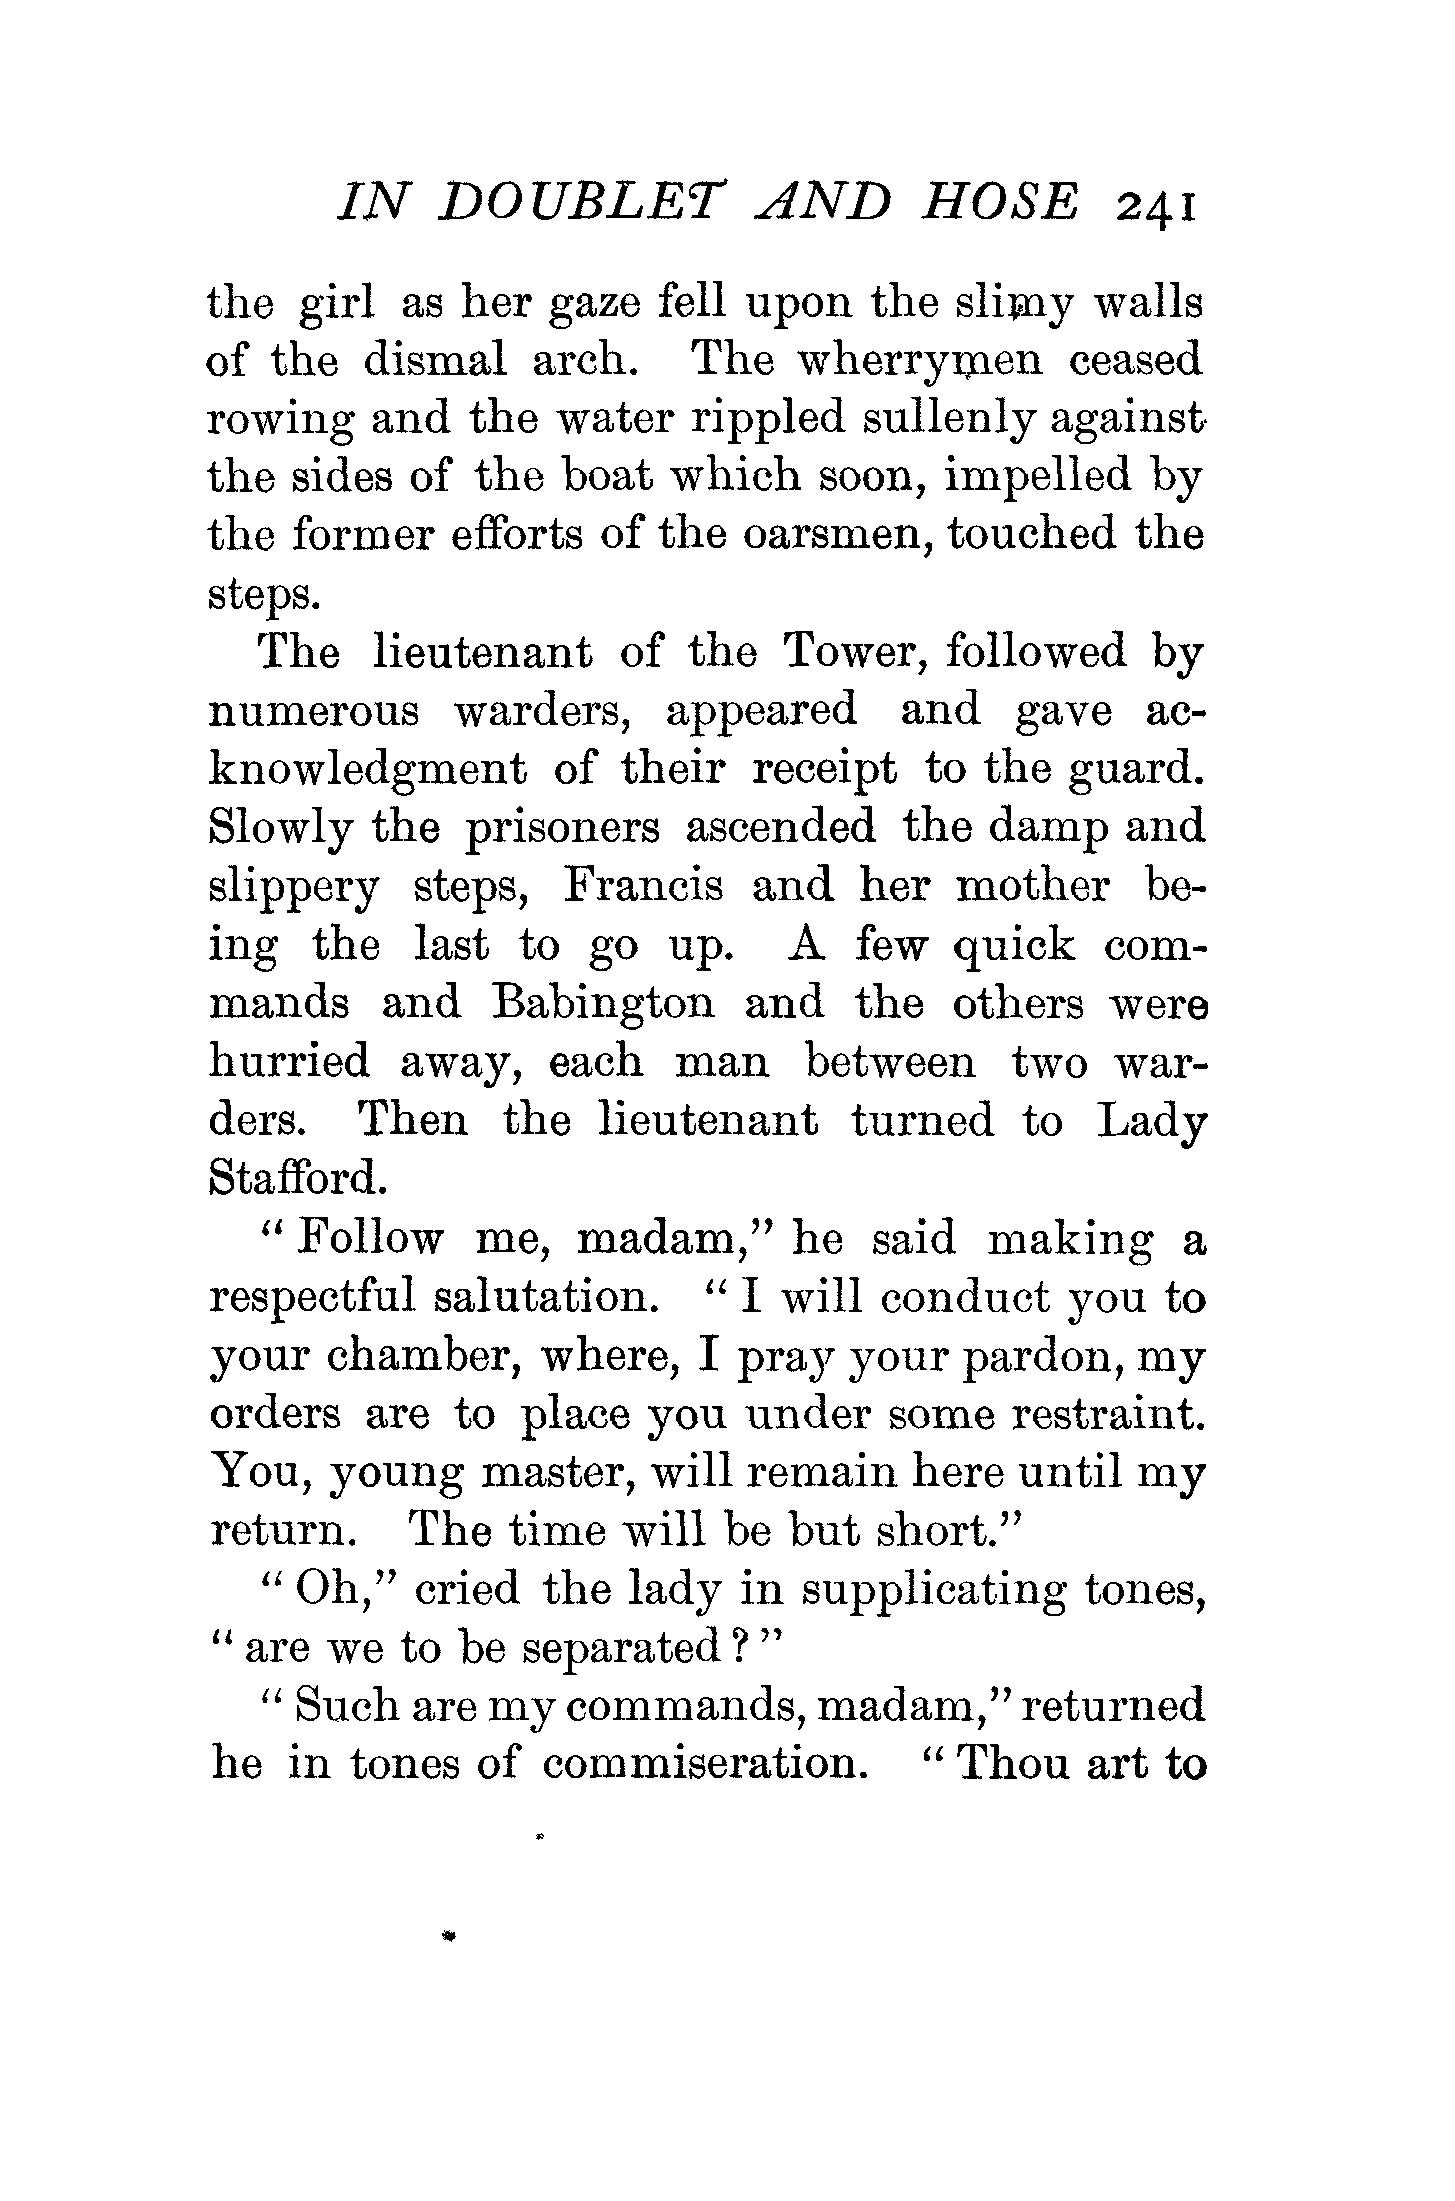 IN DOUBLET AND HOSE 241
the girl as her gaze fell upon the slimy walls
of the dismal arch. The wherrymen ceased
rowing and the water rippled sullenly against
the sides of the boat which soon, impelled by
the former efforts of the oarsmen, touched the
steps.
The lieutenant of the Tower, followed by
numerous warders, appeared and gave ac-
knowledgment of their receipt to the guard.
Slowly the prisoners ascended the damp and
slippery steps, Francis and her mother be-
ing the last to go up. A few quick com-
mands and Babington and the others were
hurried away, each man between two war-
ders. Then the lieutenant turned to Lady
Stafford.
"Follow me, madam," he said making a
respectful salutation. "I will conduct you to
your chamber, where, I pray your pardon, my
orders are to place you under some restraint.
You, young master, will remain here until my
return. The time will be but short."
"Oh," cried the lady in supplicating tones,
"are we to be separated?"
"Such are my commands, madam," returned
he in tones of commiseration. "Thou art to